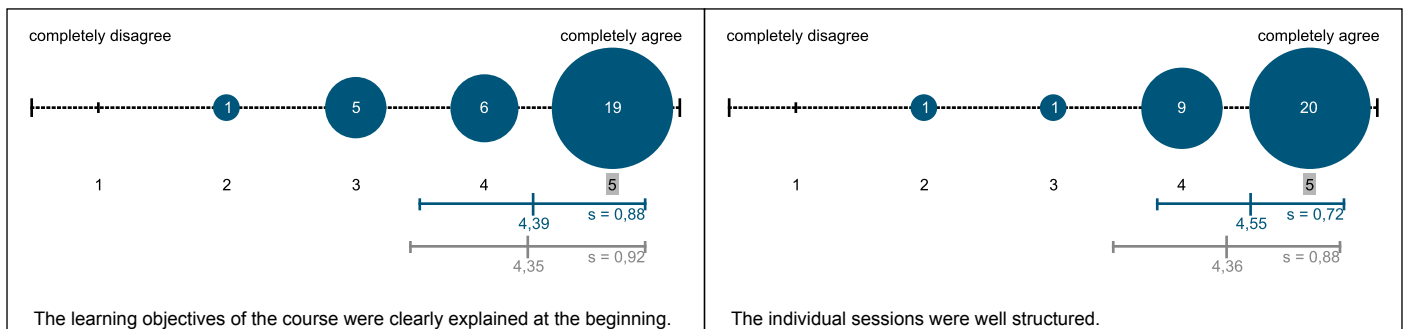 completely disagree completely agree
1 5 6 19
1 2 3 4 5
s = 0,88
4,39
s = 0,92
4,35
The learning objectives of the course were clearly explained at the beginning.
completely disagree completely agree
1 1 9 20
1 2 3 4 5
s = 0,72
4,55
s = 0,88
4,36
The individual sessions were well structured.